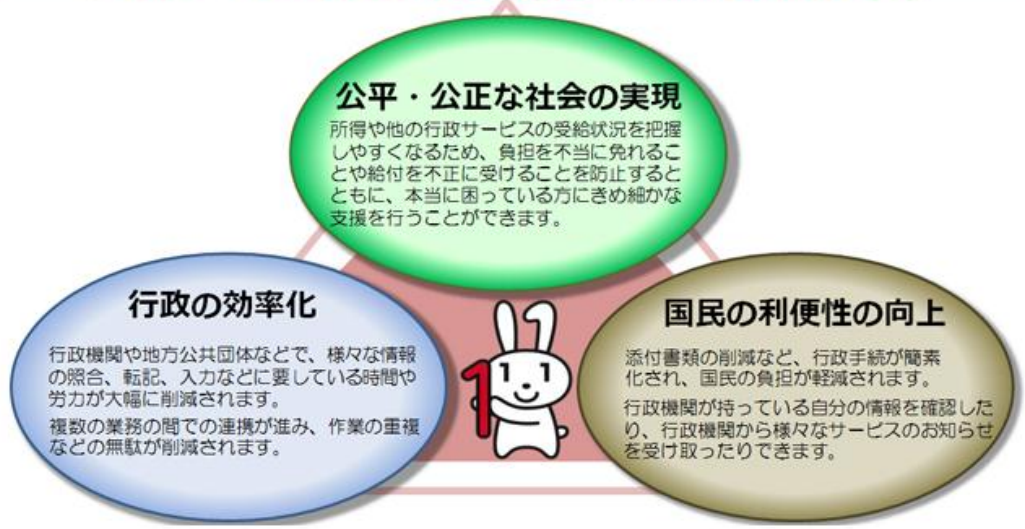 公平・公正な社会の実現
所得や他の行政サービスの受給状況を把握
しやすくなるため、負担を不当に免れるこ
とや給付を不正に受けることを防止すると
ともに、本当に困っている方にきめ細かな
支援を行うことができます。
行政の効率化
行政機関や地方公共団体などで、様々な情報
の照合、転記、入力などに要している時間や
労力が大幅に削減されます。
複数の業務の間での連携が進み、作業の重複
などの無駄が削減されます。
1
国民の利便性の向上
添付書類の削減など、行政手続が簡素
化され、国民の負担が軽減されます。
行政機関が持っている自分の情報を確認した
り、行政機関から様々なサービスのお知らせ
を受け取ったりできます。